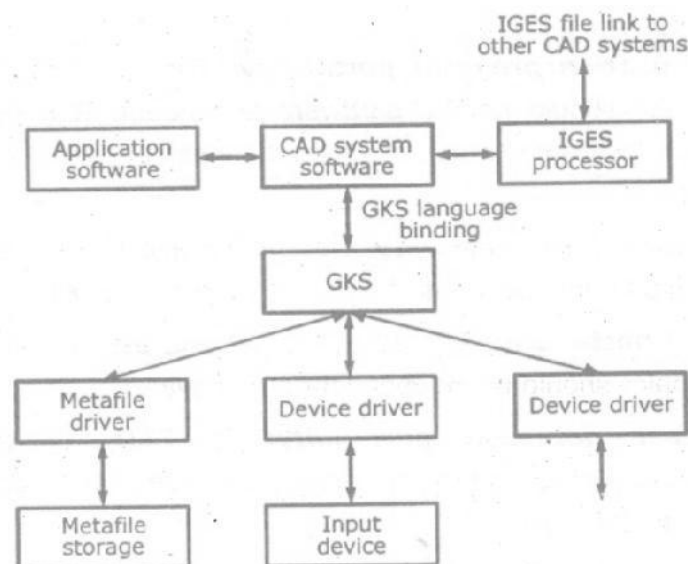 IGES file link to
other CAD systems
Application
software
CAD system
software
IGES
processor
GKS language
binding
GKS
Metafile
driver
Device driver
Device driver
Metafile
storage
Input
device